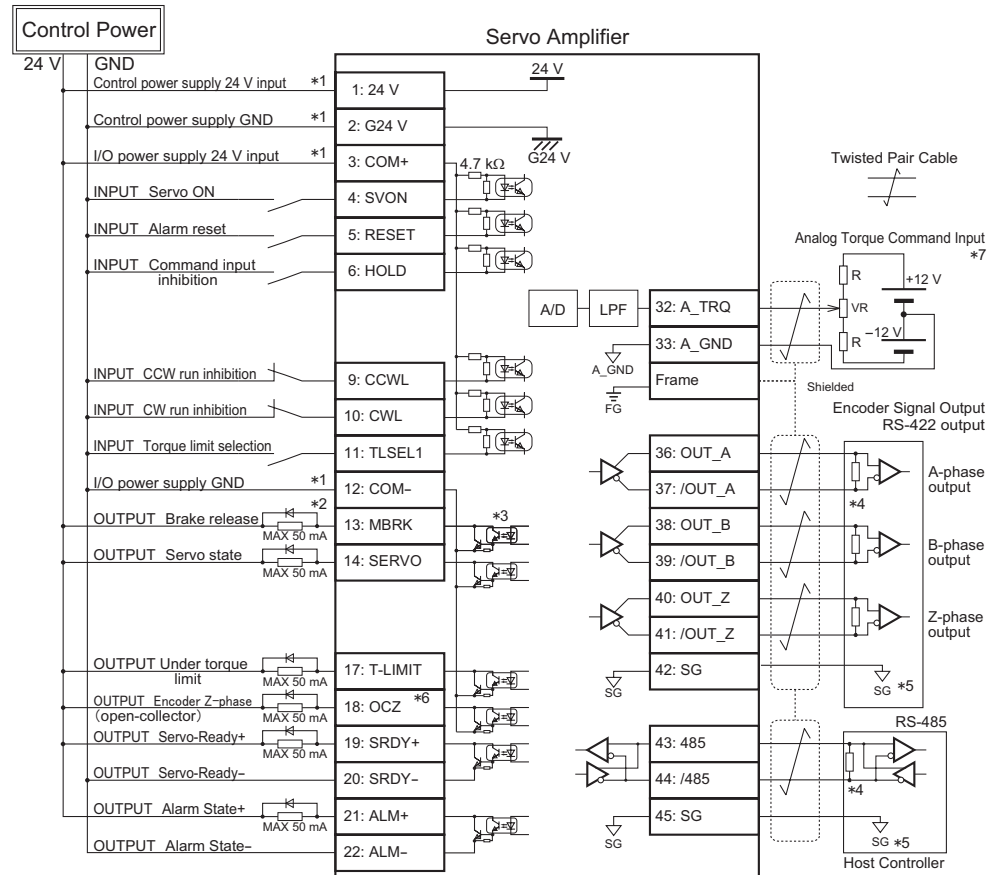 Control Power
Servo Amplifier
24 V
GND
Control power supply 24 V input *1
1: 24 V
24 V
Control power supply GND *1
2: G24 V
G24 V
I/O power supply 24 V input *1
3: COM+
4.7 kΩ
INPUT Servo ON
4: SVON
INPUT Alarm reset
5: RESET
INPUT Command input
inhibition
6: HOLD
INPUT CCW run inhibition
9: CCWL
INPUT CW run inhibition
10: CWL
INPUT Torque limit selection
11: TLSEL1
I/O power supply GND *1
12: COM−
*2
OUTPUT Brake release
MAX 50 mA
13: MBRK
*3
OUTPUT Servo state
MAX 50 mA
14: SERVO
OUTPUT Under torque
limit
MAX 50 mA
17: T-LIMIT
OUTPUT Encoder Z−phase
(open-collector)
MAX 50 mA
18: OCZ *6
OUTPUT Servo-Ready+
MAX 50 mA
19: SRDY+
OUTPUT Servo-Ready−
20: SRDY−
OUTPUT Alarm State+
MAX 50 mA
21: ALM+
OUTPUT Alarm State−
22: ALM−
Twisted Pair Cable
Analog Torque Command Input
*7
R
+12 V
VR
−12 V
R
A/D
LPF
32: A_TRQ
33: A_GND
A_GND
Frame
FG
Shielded
Encoder Signal Output
RS-422 output
36: OUT_A
37: /OUT_A
*4
A-phase
output
38: OUT_B
39: /OUT_B
B-phase
output
40: OUT_Z
41: /OUT_Z
Z-phase
output
42: SG
SG
SG *5
RS-485
43: 485
44: /485
*4
45: SG
SG
SG *5
Host Controller